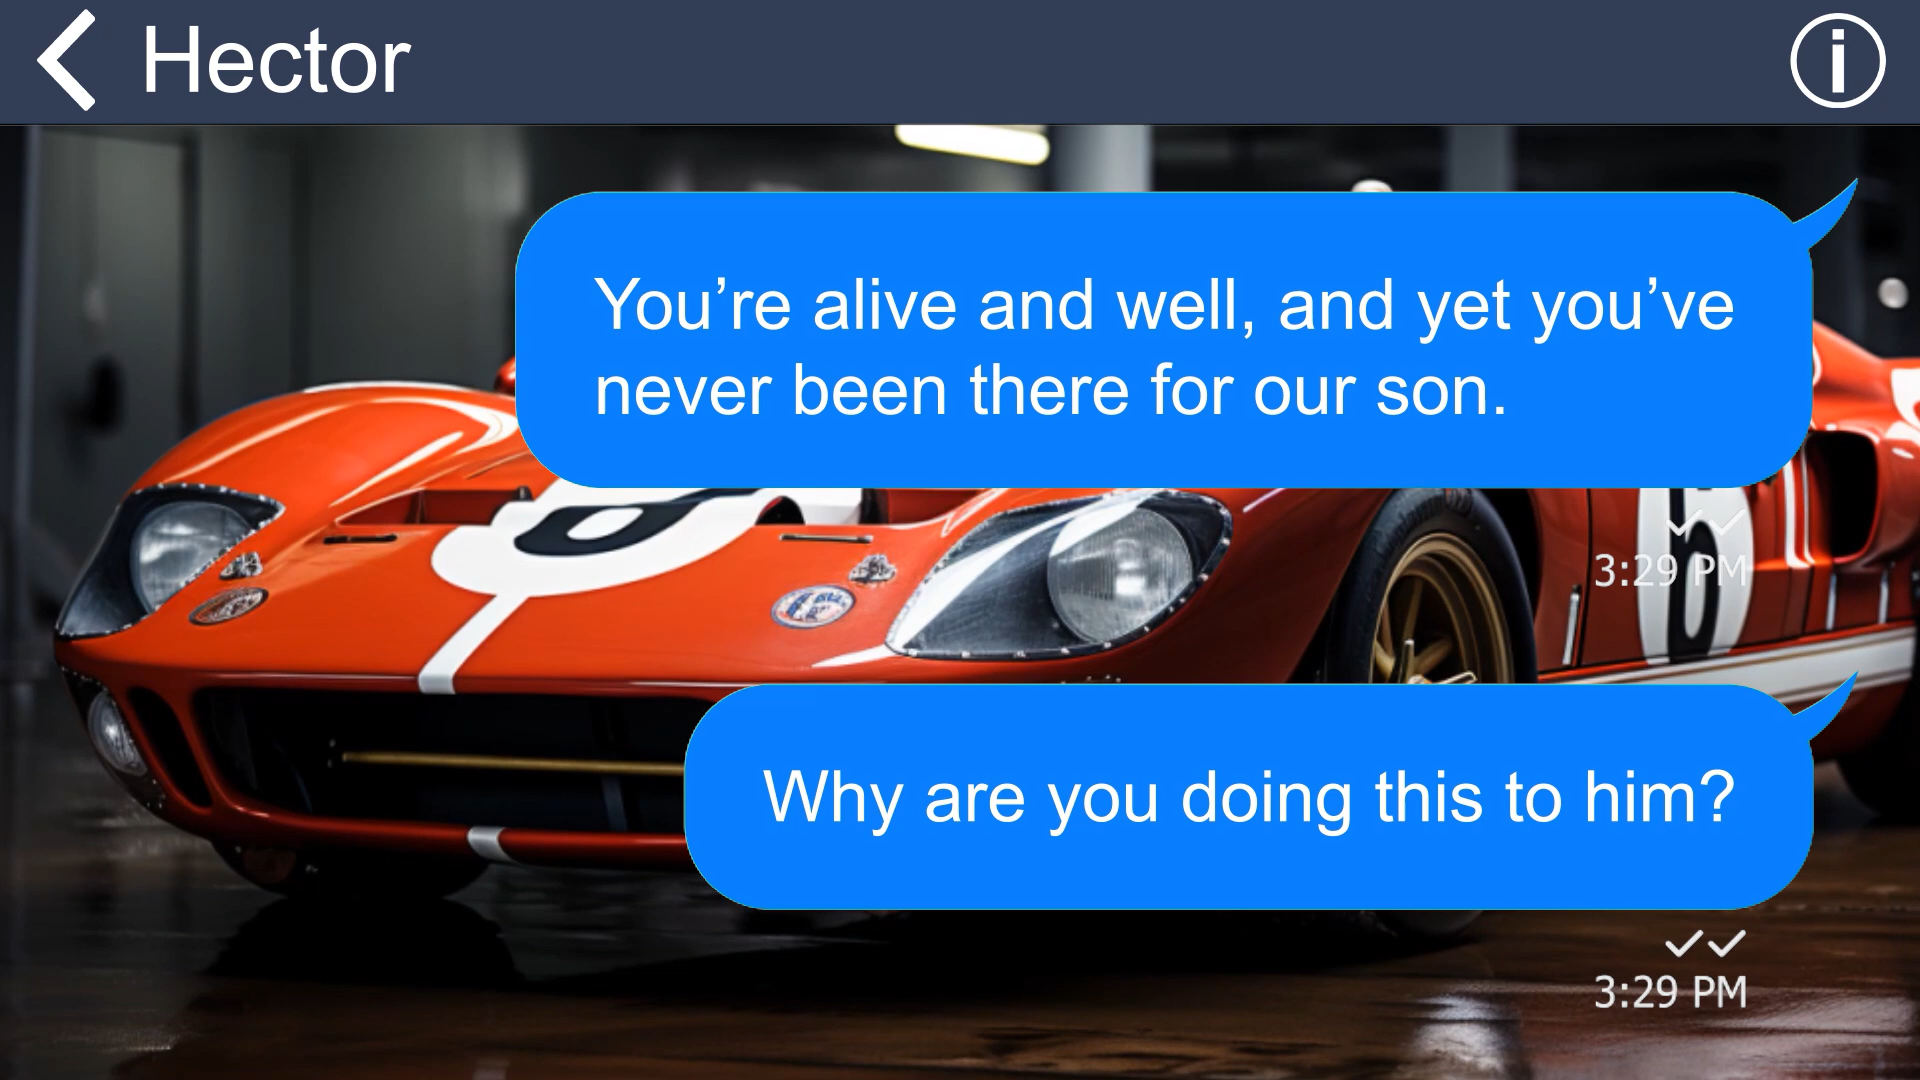 Hector
You’re alive and well, and yet you’ve
never been there for our son.
3:29 PM
Why are you doing this to him?
3:29 PM